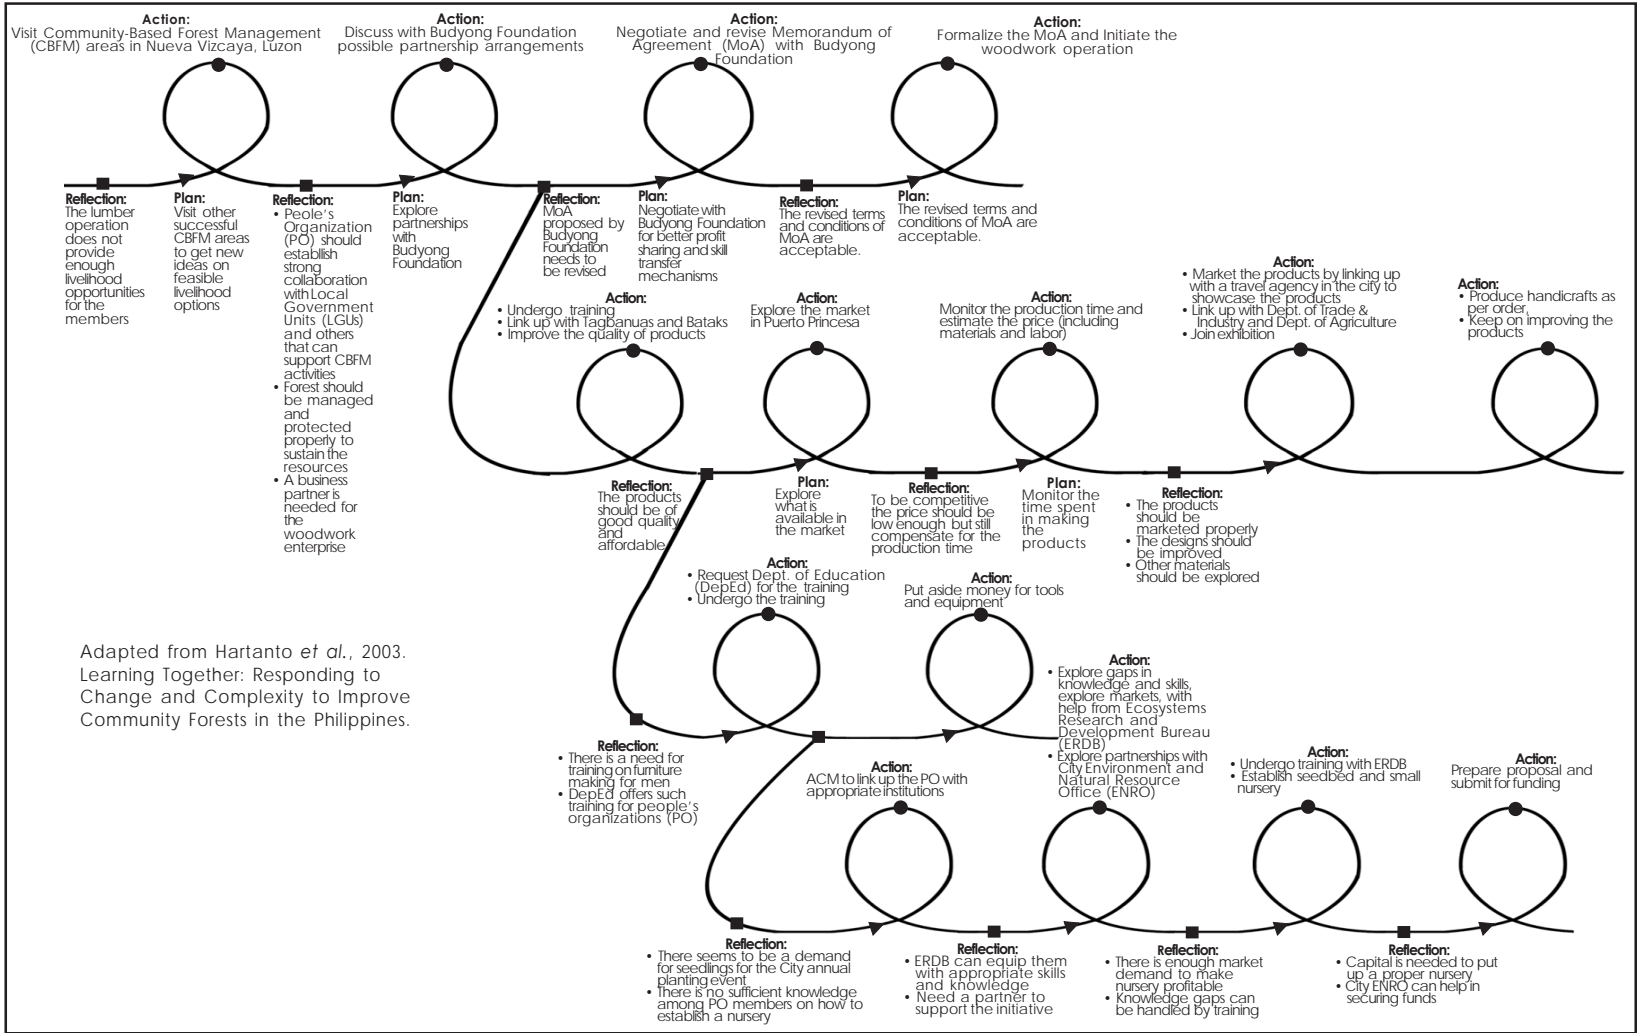 Action:
Visit Community-Based Forest Management
(CBFM) areas in Nueva Vizcaya, Luzon
Action:
Discuss with Budyong Foundation
possible partnership arrangements
Action:
Negotiate and revise Memorandum of
Agreement (MoA) with Budyong
Foundation
Action:
Formalize the MoA and Initiate the
woodwork operation
Reflection:
The lumber
operation
does not
provide
enough
livelihood
opportunities
for the
members
Plan:
Visit other
successful
CBFM areas
to get new
ideas on
feasible
livelihood
options
Reflection:
• Peole's
Organization
(PO) should
establish
strong
collaboration
with Local
Government
Units (LGUs)
and others
that can
support CBFM
activities
• Forest should
be managed
and
protected
properly to
sustain the
resources
• A business
partner is
needed for
the
woodwork
enterprise
Plan:
Explore
partnerships
with
Budyong
Foundation
Reflection:
MoA
proposed by
Budyong
Foundation
needs to
be revised
Plan:
Negotiate with
Budyong Foundation
for better profit
sharing and skill
transfer
mechanisms
Reflection:
The revised terms
and conditions of
MoA are
acceptable.
Plan:
The revised terms and
conditions of MoA are
acceptable.
Action:
• Undergo training
• Link up with Tagbanuas and Bataks
• Improve the quality of products
Action:
Explore the market
in Puerto Princesa
Action:
Monitor the production time and
estimate the price (including
materials and labor)
Action:
• Market the products by linking up
with a travel agency in the city to
showcase the products
• Link up with Dept. of Trade &
Industry and Dept. of Agriculture
• Join exhibition
Action:
• Produce handicrafts as
per order,
• Keep on improving the
products
Reflection:
The products
should be of
good quality
and
affordable
Plan:
Explore
what is
available in
the market
Reflection:
To be competitive
the price should be
low enough but still
compensate for the
production time
Plan:
Monitor the
time spent
in making
the
products
Reflection:
• The products
should be
marketed properly
• The designs should
be improved
• Other materials
should be explored
Action:
• Request Dept. of Education
(DepEd) for the training
• Undergo the training
Action:
Put aside money for tools
and equipment
Adapted from Hartanto et al., 2003.
Learning Together: Responding to
Change and Complexity to Improve
Community Forests in the Philippines.
Reflection:
• There is a need for
training on furniture
making for men
• DepEd offers such
training for people's
organizations (PO)
Action:
ACM to link up the PO with
appropriate institutions
Action:
• Explore gaps in
knowledge and skills,
explore markets, with
help from Ecosystems
Research and
Development Bureau
(ERDB)
• Explore partnerships with
City Environment and
Natural Resource
Office (ENRO)
Action:
• Undergo training with ERDB
• Establish seedbed and small
nursery
Action:
Prepare proposal and
submit for funding
Reflection:
• There seems to be a demand
for seedlings for the City annual
planting event
• There is no sufficient knowledge
among PO members on how to
establish a nursery
Reflection:
• ERDB can equip them
with appropriate skills
and knowledge
• Need a partner to
support the initiative
Reflection:
• There is enough market
demand to make
nursery profitable
• Knowledge gaps can
be handled by training
Reflection:
• Capital is needed to put
up a proper nursery
• City ENRO can help in
securing funds